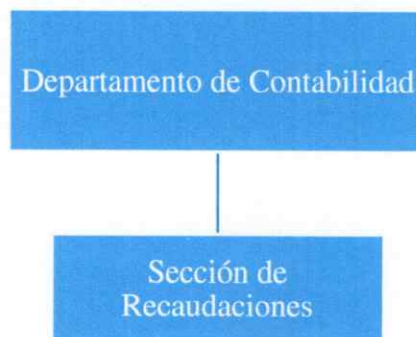 Departamento de Contabilidad
Sección de
Recaudaciones